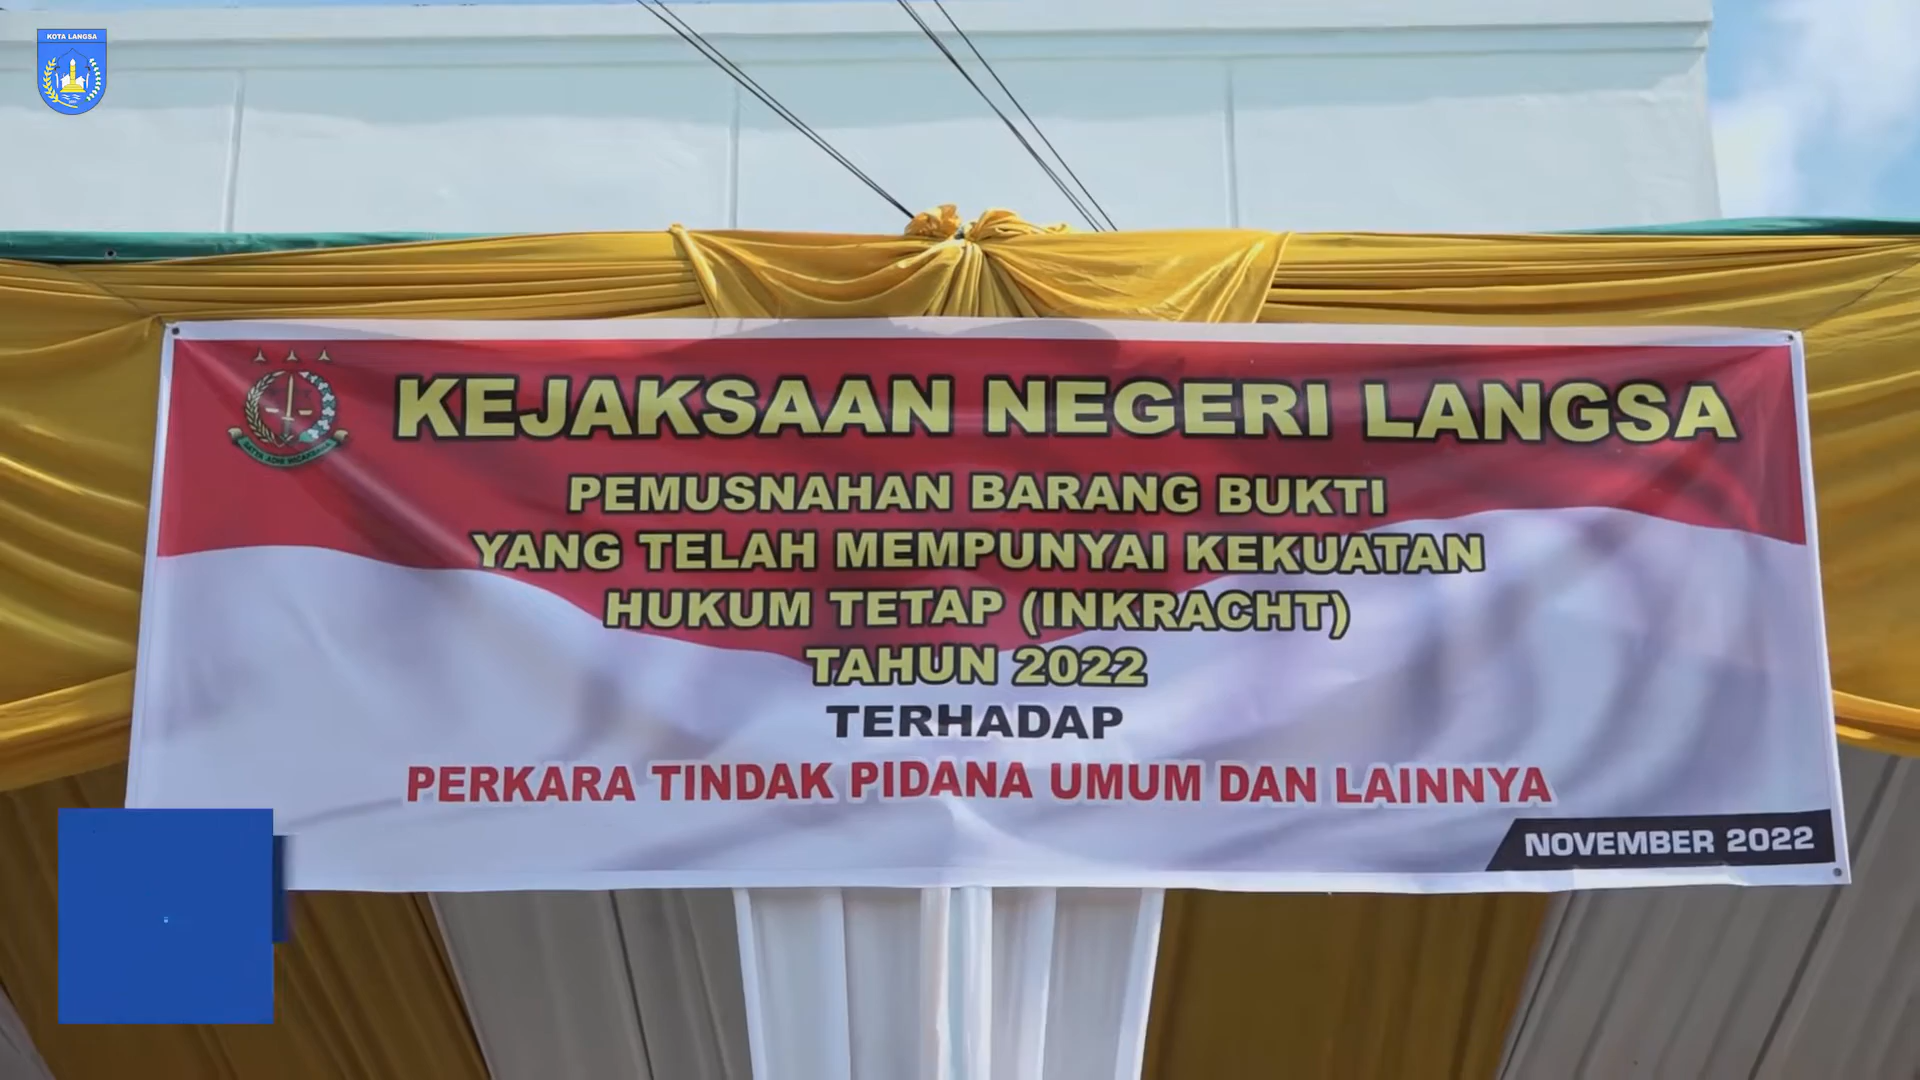 KOTA LANGSA
KEJAKSAAN NEGERI LANGSA
PEMUSNAHAN BARANG BUKTI
YANG TELAH MEMPUNYAI KEKUATAN
HUKUM TETAP (INKRACHT)
TAHUN 2022
TERHADAP
PERKARA TINDAK PIDANA UMUM DAN LAINNYA
NOVEMBER 2022